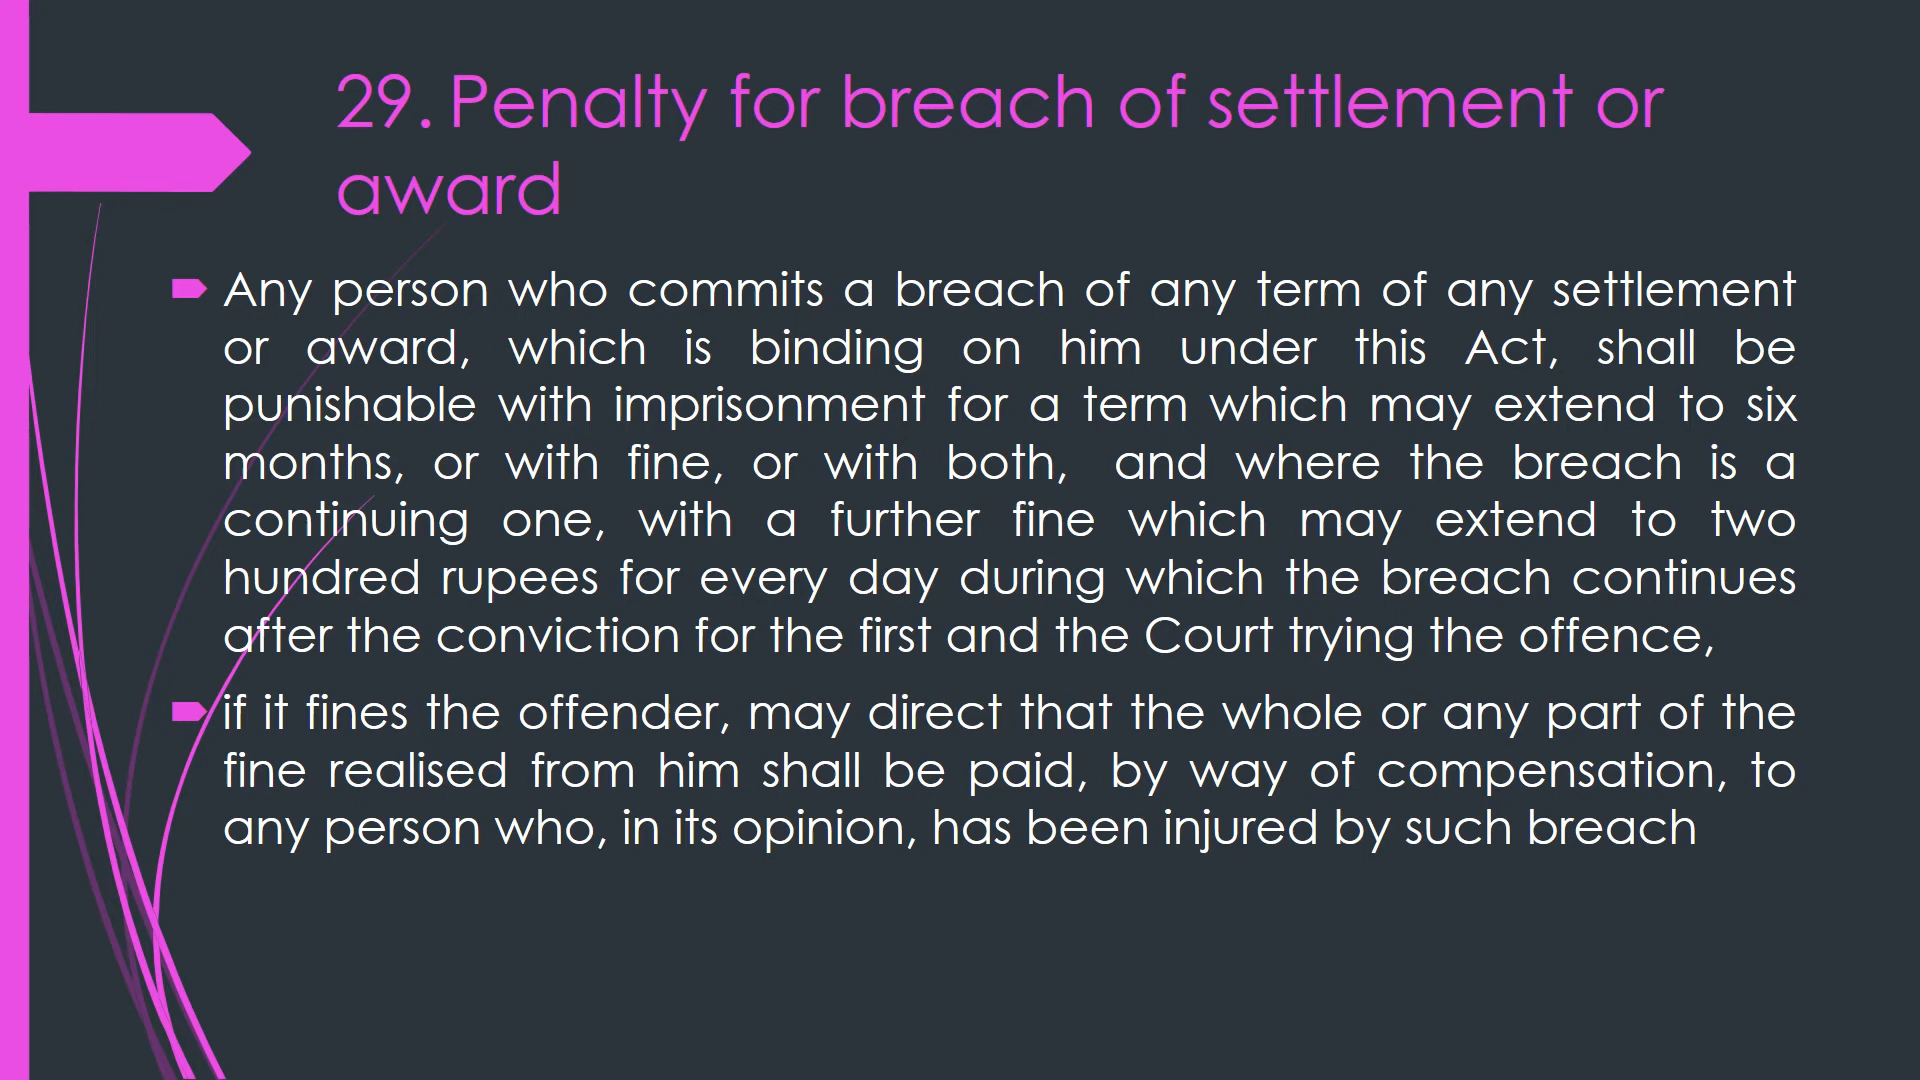 29. Penalty for breach of settlement or
award
Any person who commits a breach of any term of any settlement
or award, which is binding on him under this Act, shall be
punishable with imprisonment for a term which may extend to six
months, or with fine, or with both, and where the breach is a
continuing one, with a further fine which may extend to two
hundred rupees for every day during which the breach continues
after the conviction for the first and the Court trying the offence,
if it fines the offender, may direct that the whole or any part of the
fine realised from him shall be paid, by way of compensation, to
any person who, in its opinion, has been injured by such breach